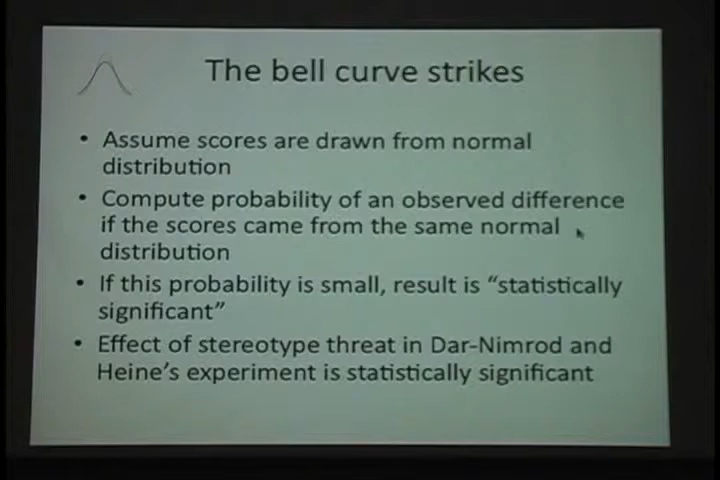 The bell curve strikes
• Assume scores are drawn from normal
distribution
• Compute probability of an observed difference
if the scores came from the same normal
distribution
• If this probability is small, result is “statistically
significant”
• Effect of stereotype threat in Dar-Nimrod and
Heine’s experiment is statistically significant